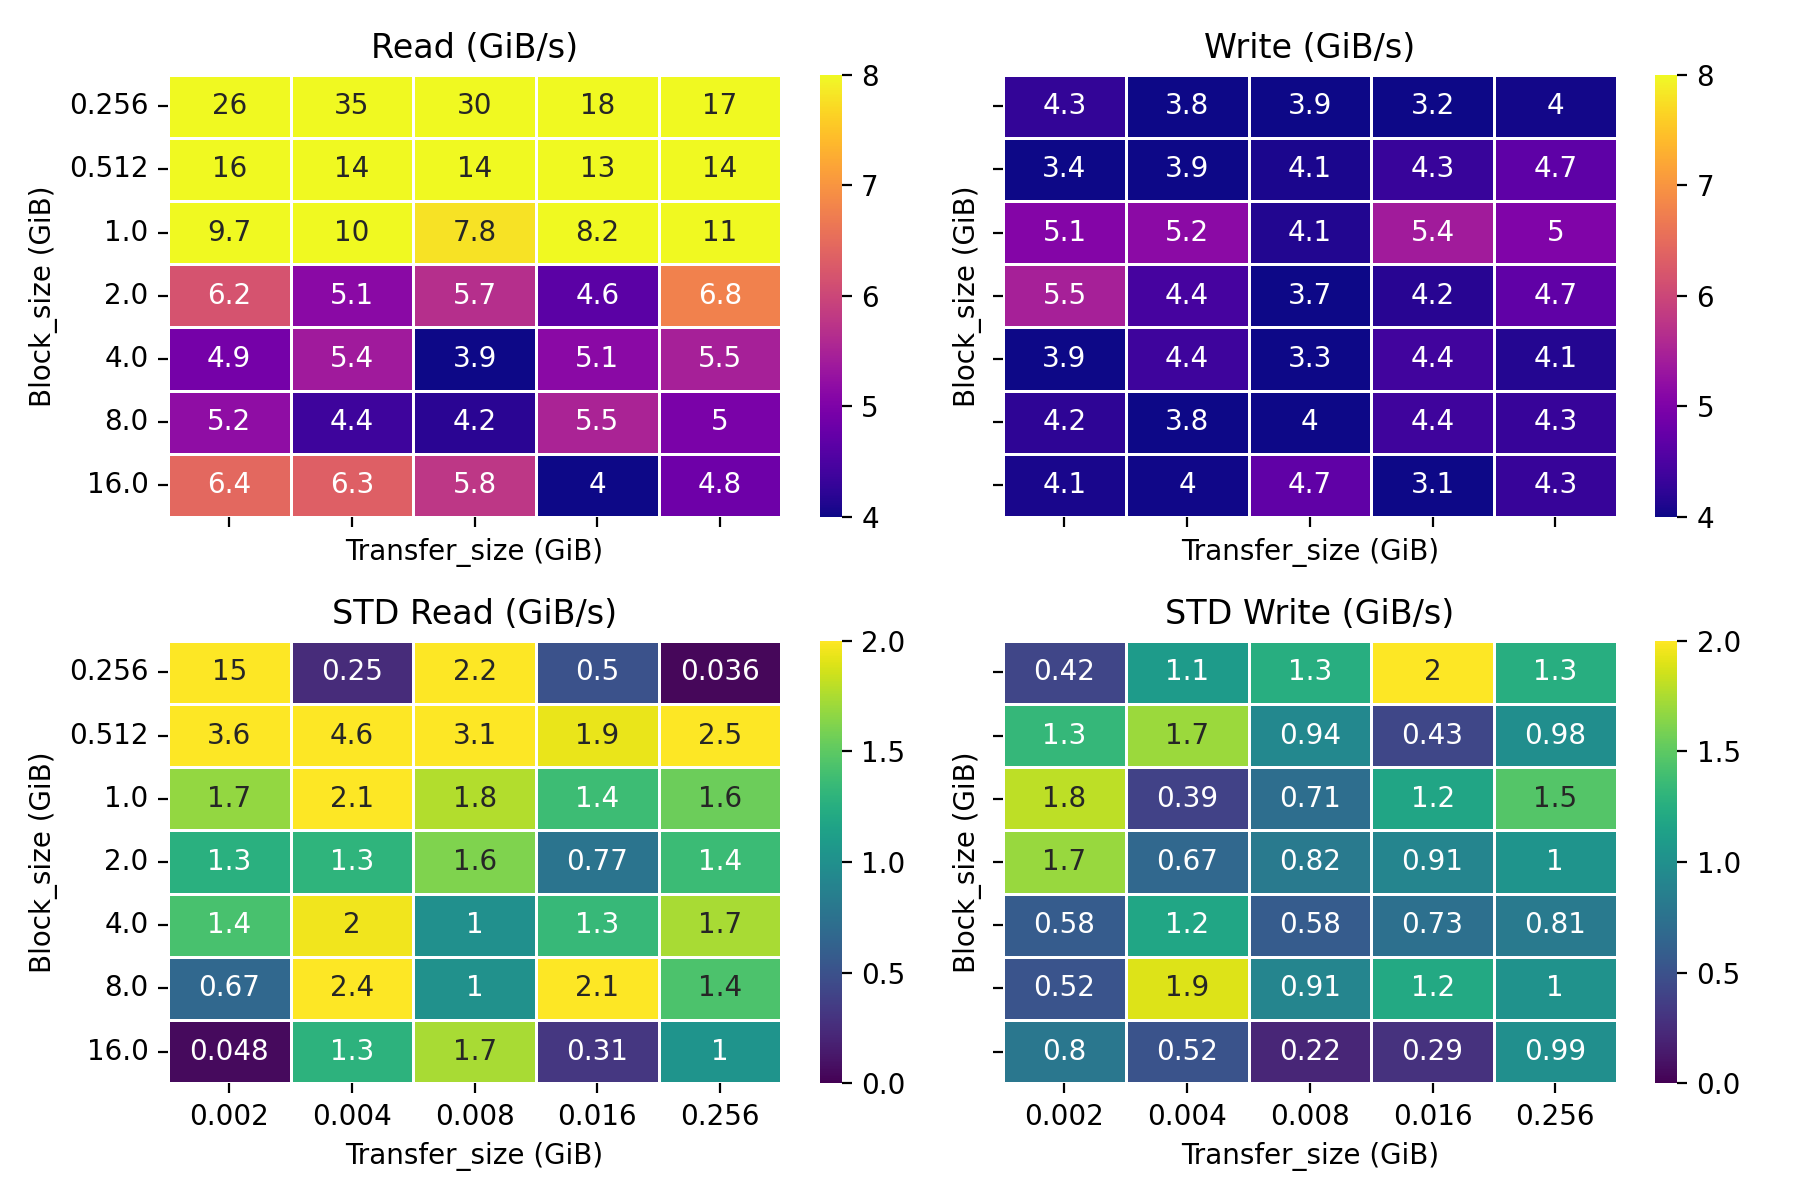 Read (GiB/s)
0.256 26 35 30 18 17
0.512 16 14 14 13 14
1.0 9.7 10 7.8 8.2 11
2.0 6.2 5.1 5.7 4.6 6.8
4.0 4.9 5.4 3.9 5.1 5.5
8.0 5.2 4.4 4.2 5.5 5
16.0 6.4 6.3 5.8 4 4.8
Block_size (GiB)
Transfer_size (GiB)
8
7
6
5
4
Write (GiB/s)
4.3 3.8 3.9 3.2 4
3.4 3.9 4.1 4.3 4.7
5.1 5.2 4.1 5.4 5
5.5 4.4 3.7 4.2 4.7
3.9 4.4 3.3 4.4 4.1
4.2 3.8 4 4.4 4.3
4.1 4 4.7 3.1 4.3
Block_size (GiB)
Transfer_size (GiB)
8
7
6
5
4
STD Read (GiB/s)
0.256 15 0.25 2.2 0.5 0.036
0.512 3.6 4.6 3.1 1.9 2.5
1.0 1.7 2.1 1.8 1.4 1.6
2.0 1.3 1.3 1.6 0.77 1.4
4.0 1.4 2 1 1.3 1.7
8.0 0.67 2.4 1 2.1 1.4
16.0 0.048 1.3 1.7 0.31 1
Block_size (GiB)
0.002 0.004 0.008 0.016 0.256
Transfer_size (GiB)
2.0
1.5
1.0
0.5
0.0
STD Write (GiB/s)
0.42 1.1 1.3 2 1.3
1.3 1.7 0.94 0.43 0.98
1.8 0.39 0.71 1.2 1.5
1.7 0.67 0.82 0.91 1
0.58 1.2 0.58 0.73 0.81
0.52 1.9 0.91 1.2 1
0.8 0.52 0.22 0.29 0.99
Block_size (GiB)
0.002 0.004 0.008 0.016 0.256
Transfer_size (GiB)
2.0
1.5
1.0
0.5
0.0